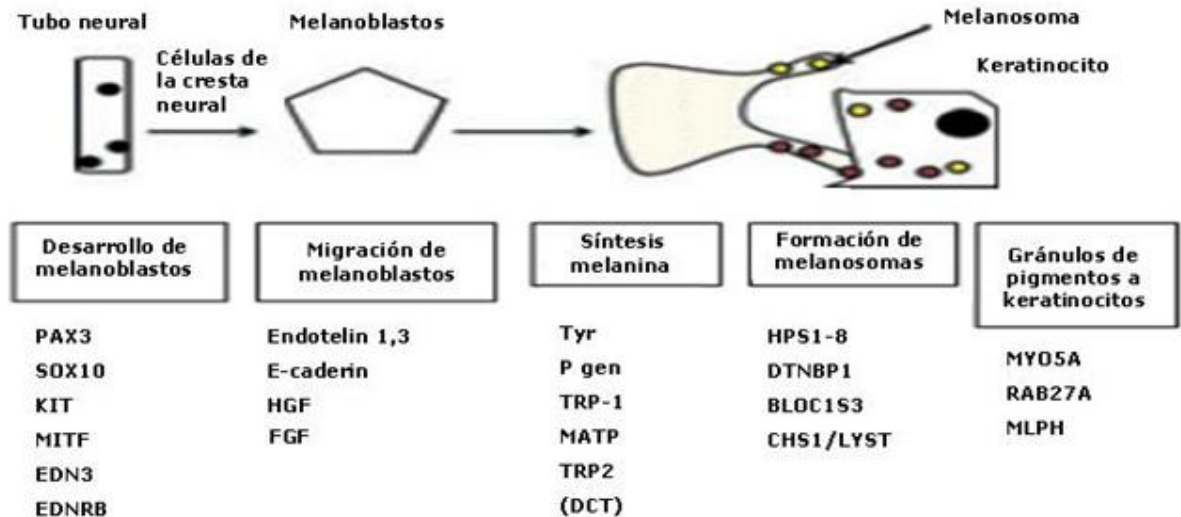 Tubo neural
Células de
la cresta
neural
Melanoblastos
Melanosoma
Keratinocito
Desarrollo de
melanoblastos
PAX3
SOX10
KIT
MITF
EDN3
EDNRB
Migración de
melanoblastos
Endotelin 1,3
E-caderin
HGF
FGF
Síntesis
melanina
Tyr
P gen
TRP-1
MATP
TRP2
(DCT)
Formación de
melanosomas
HPS1-8
DTNBP1
BLOC1S3
CHS1/LYST
Gránulos de
pigmentos a
keratinocitos
MYO5A
RAB27A
MLPH